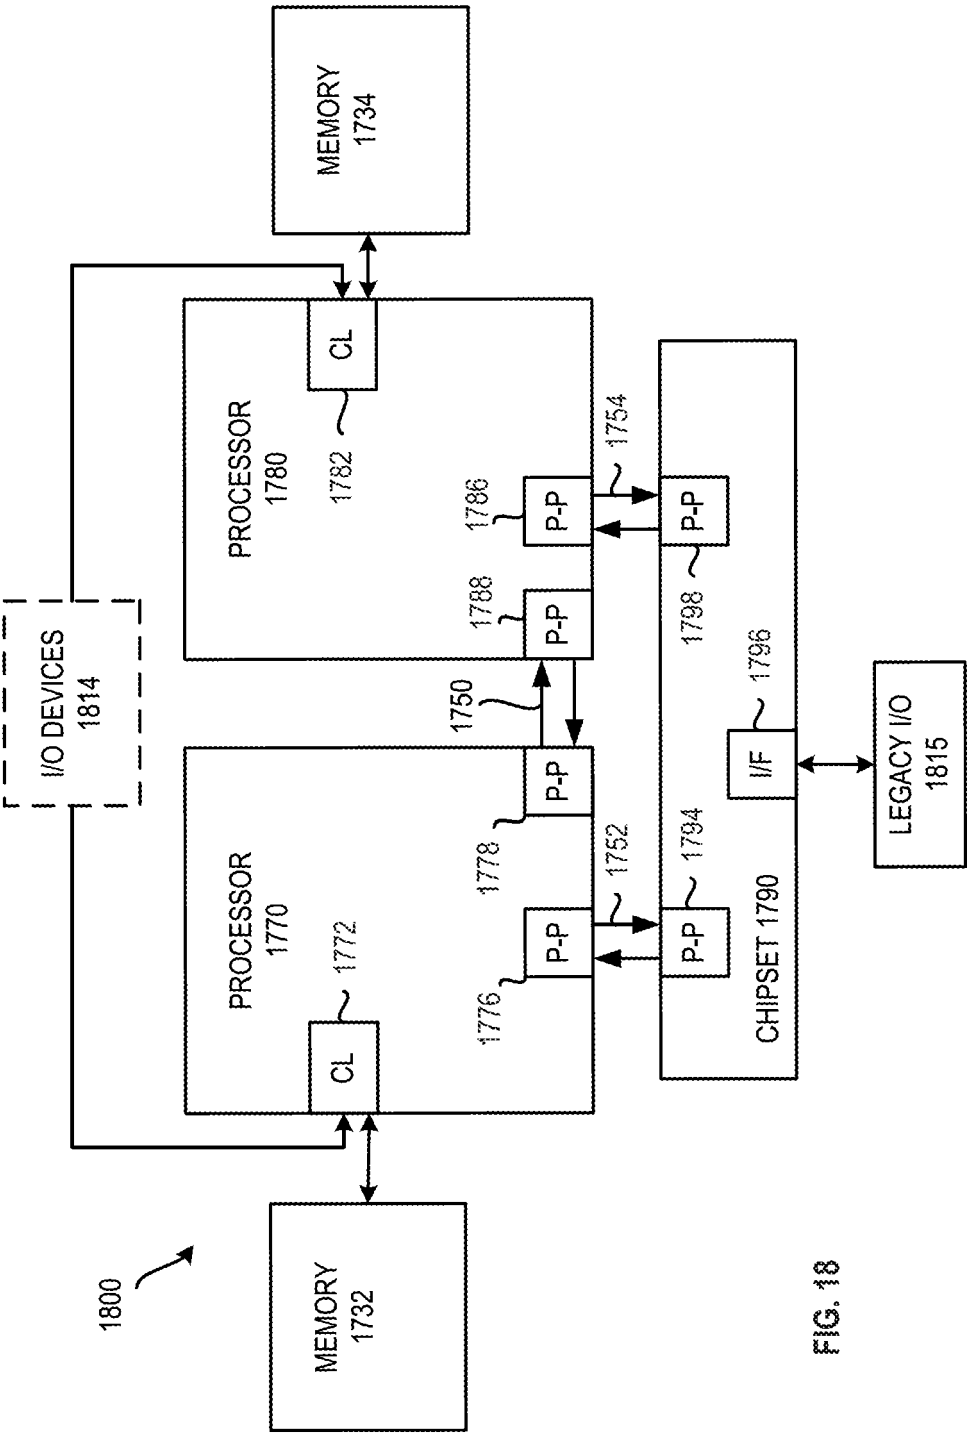 1800
I/O DEVICES
1814
MEMORY
1732
PROCESSOR
1770
CL
1772
1776
P-P
1778
P-P
1750
PROCESSOR
1780
CL
1782
1788
P-P
1786
P-P
MEMORY
1734
1752
1754
P-P
1794
CHIPSET 1790
I/F
1796
P-P
1798
LEGACY I/O
1815
FIG. 18